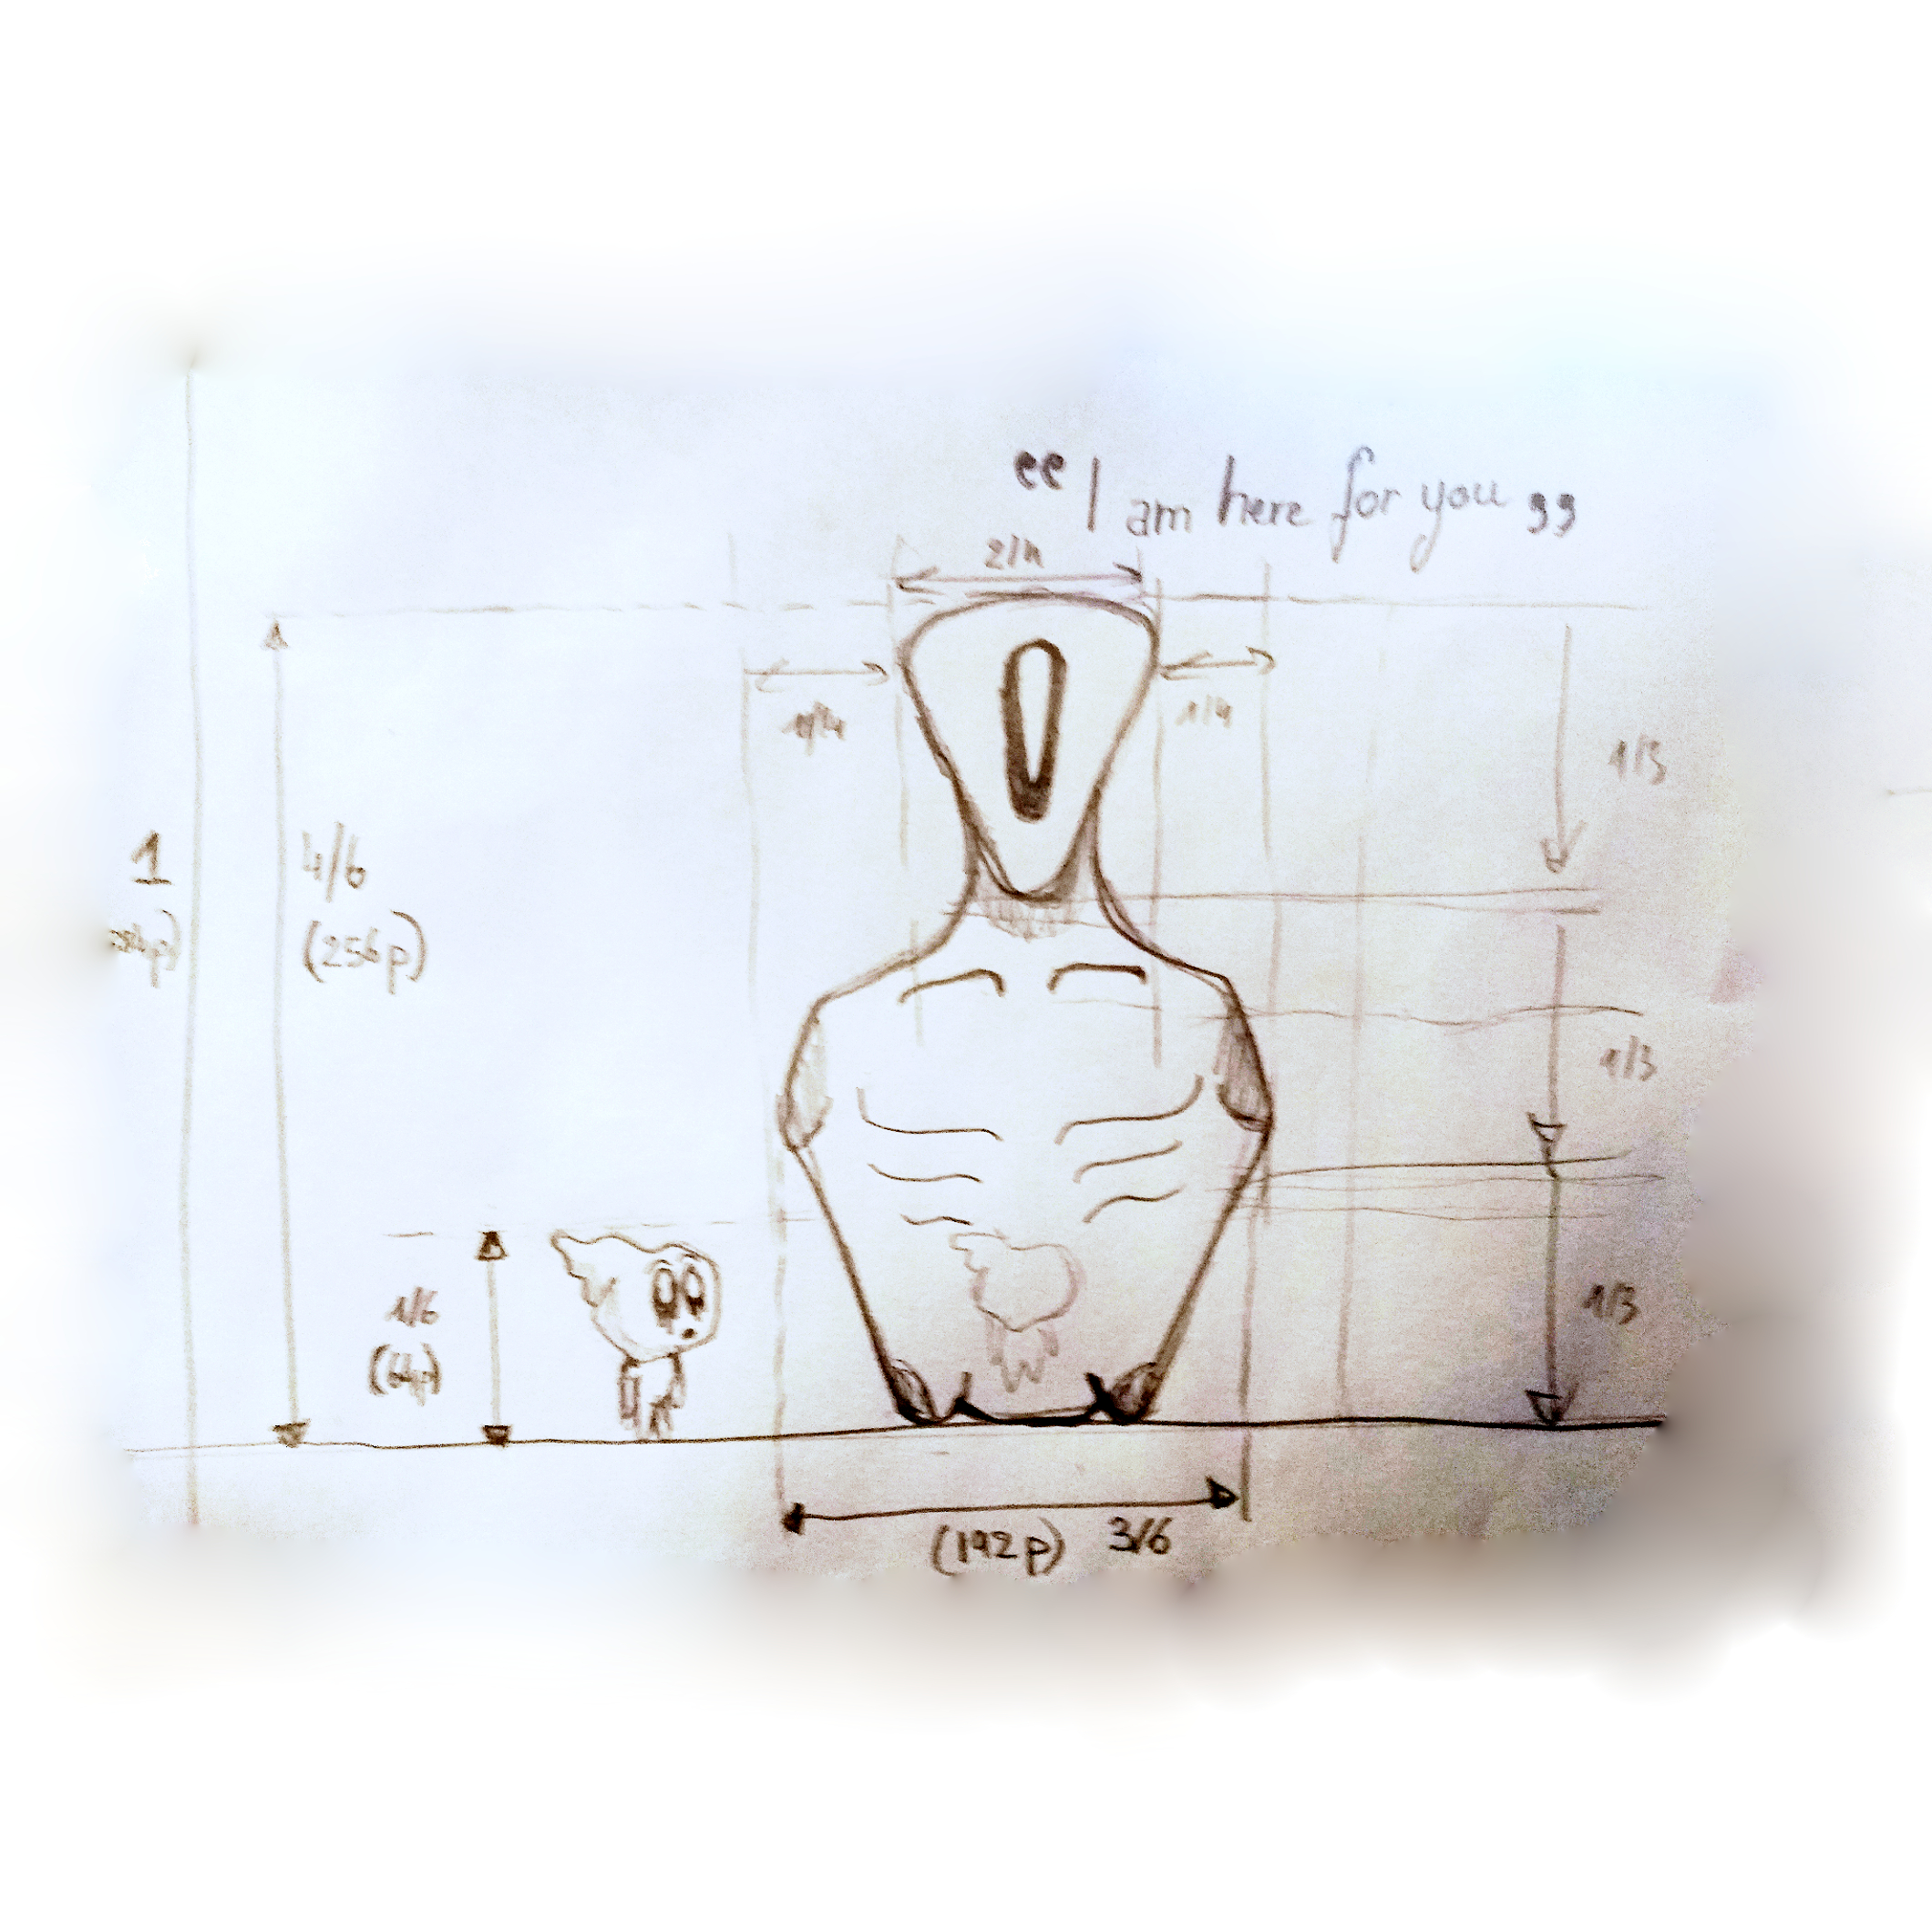 “ I am here for you ”
2/4
1/4
1/4
1/3
1
4/6
(256p)
1/3
1/6
(64p)
1/3
(192p) 3/6